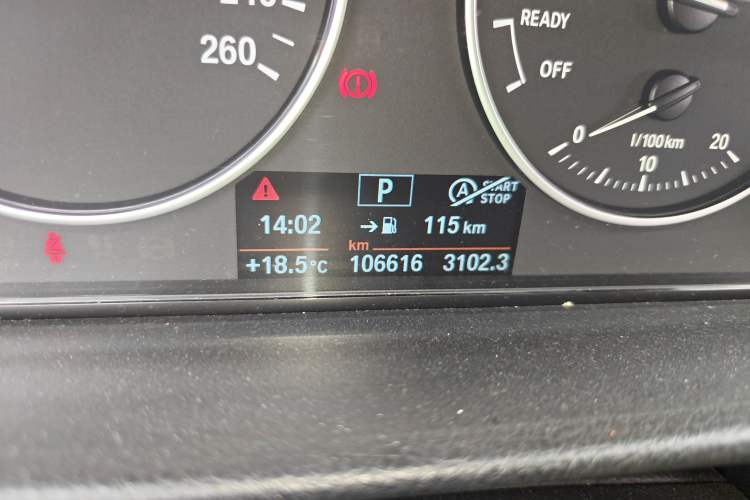 240
260
READY
OFF
0
l/100km
10
20
P
A START
STOP
14:02
115 km
km
+18.5°C
106616
3102.3